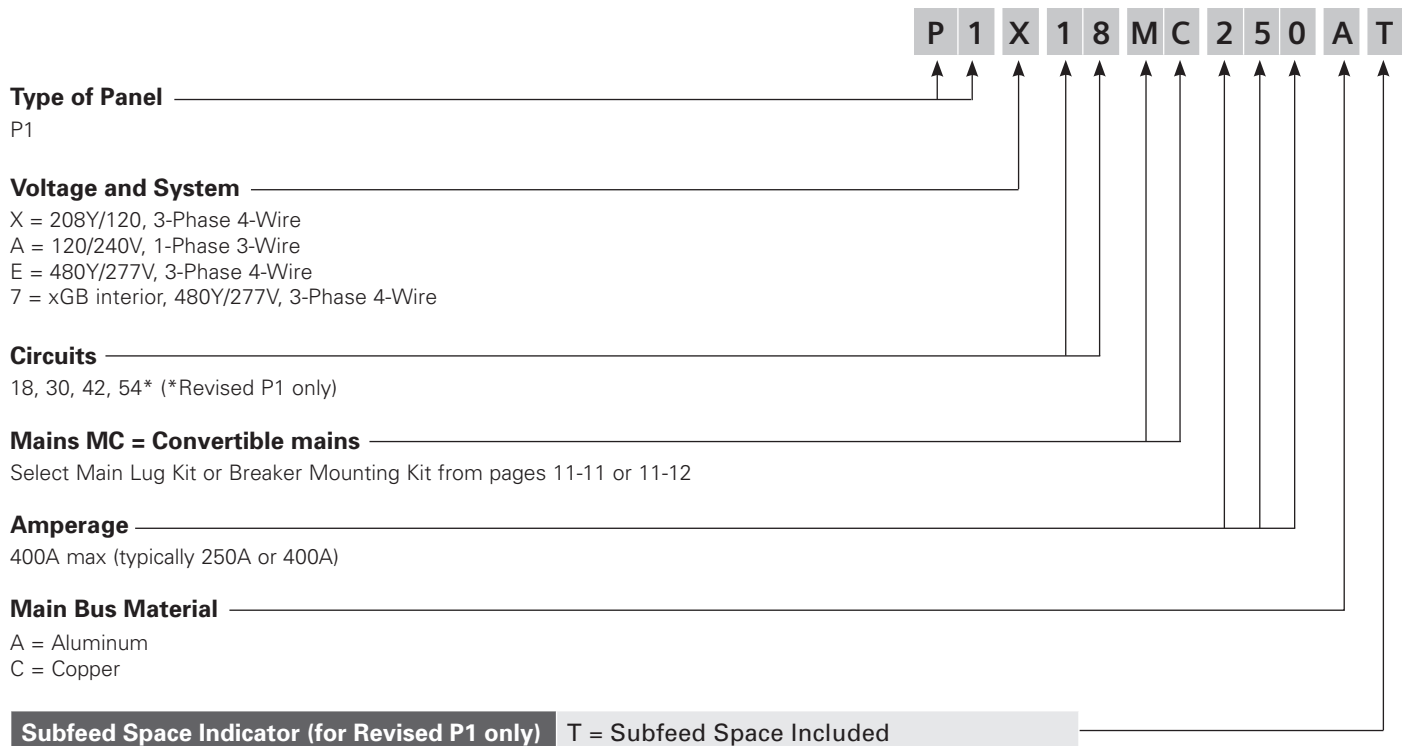 P 1 X 1 8 M C 2 5 0 A T
Type of Panel
P1
Voltage and System
X = 208Y/120, 3-Phase 4-Wire
A = 120/240V, 1-Phase 3-Wire
E = 480Y/277V, 3-Phase 4-Wire
7 = xGB interior, 480Y/277V, 3-Phase 4-Wire
Circuits
18, 30, 42, 54* (*Revised P1 only)
Mains MC = Convertible mains
Select Main Lug Kit or Breaker Mounting Kit from pages 11-11 or 11-12
Amperage
400A max (typically 250A or 400A)
Main Bus Material
A = Aluminum
C = Copper
Subfeed Space Indicator (for Revised P1 only) T = Subfeed Space Included